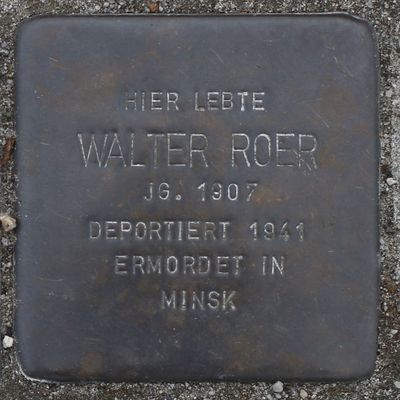 HIER LEBTE
WALTER ROER
JG. 1907
DEPORTIERT 1941
ERMORDET IN
MINSK